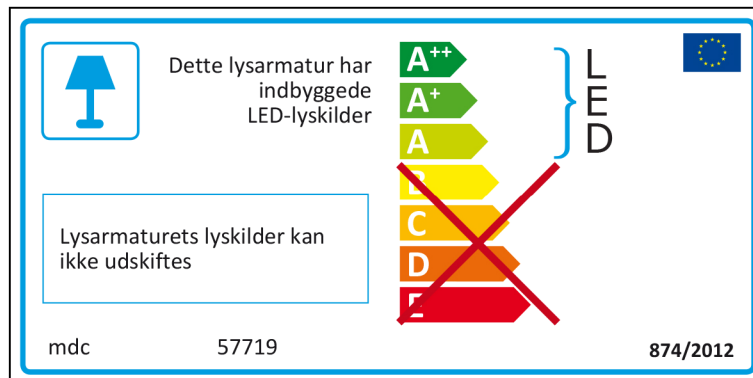 Dette lysarmatur har
indbyggede
LED-lyskilder
A++
A+
A
B
C
D
E
L
E
D
Lysarmaturets lyskilder kan
ikke udskiftes
mdc 57719
874/2012